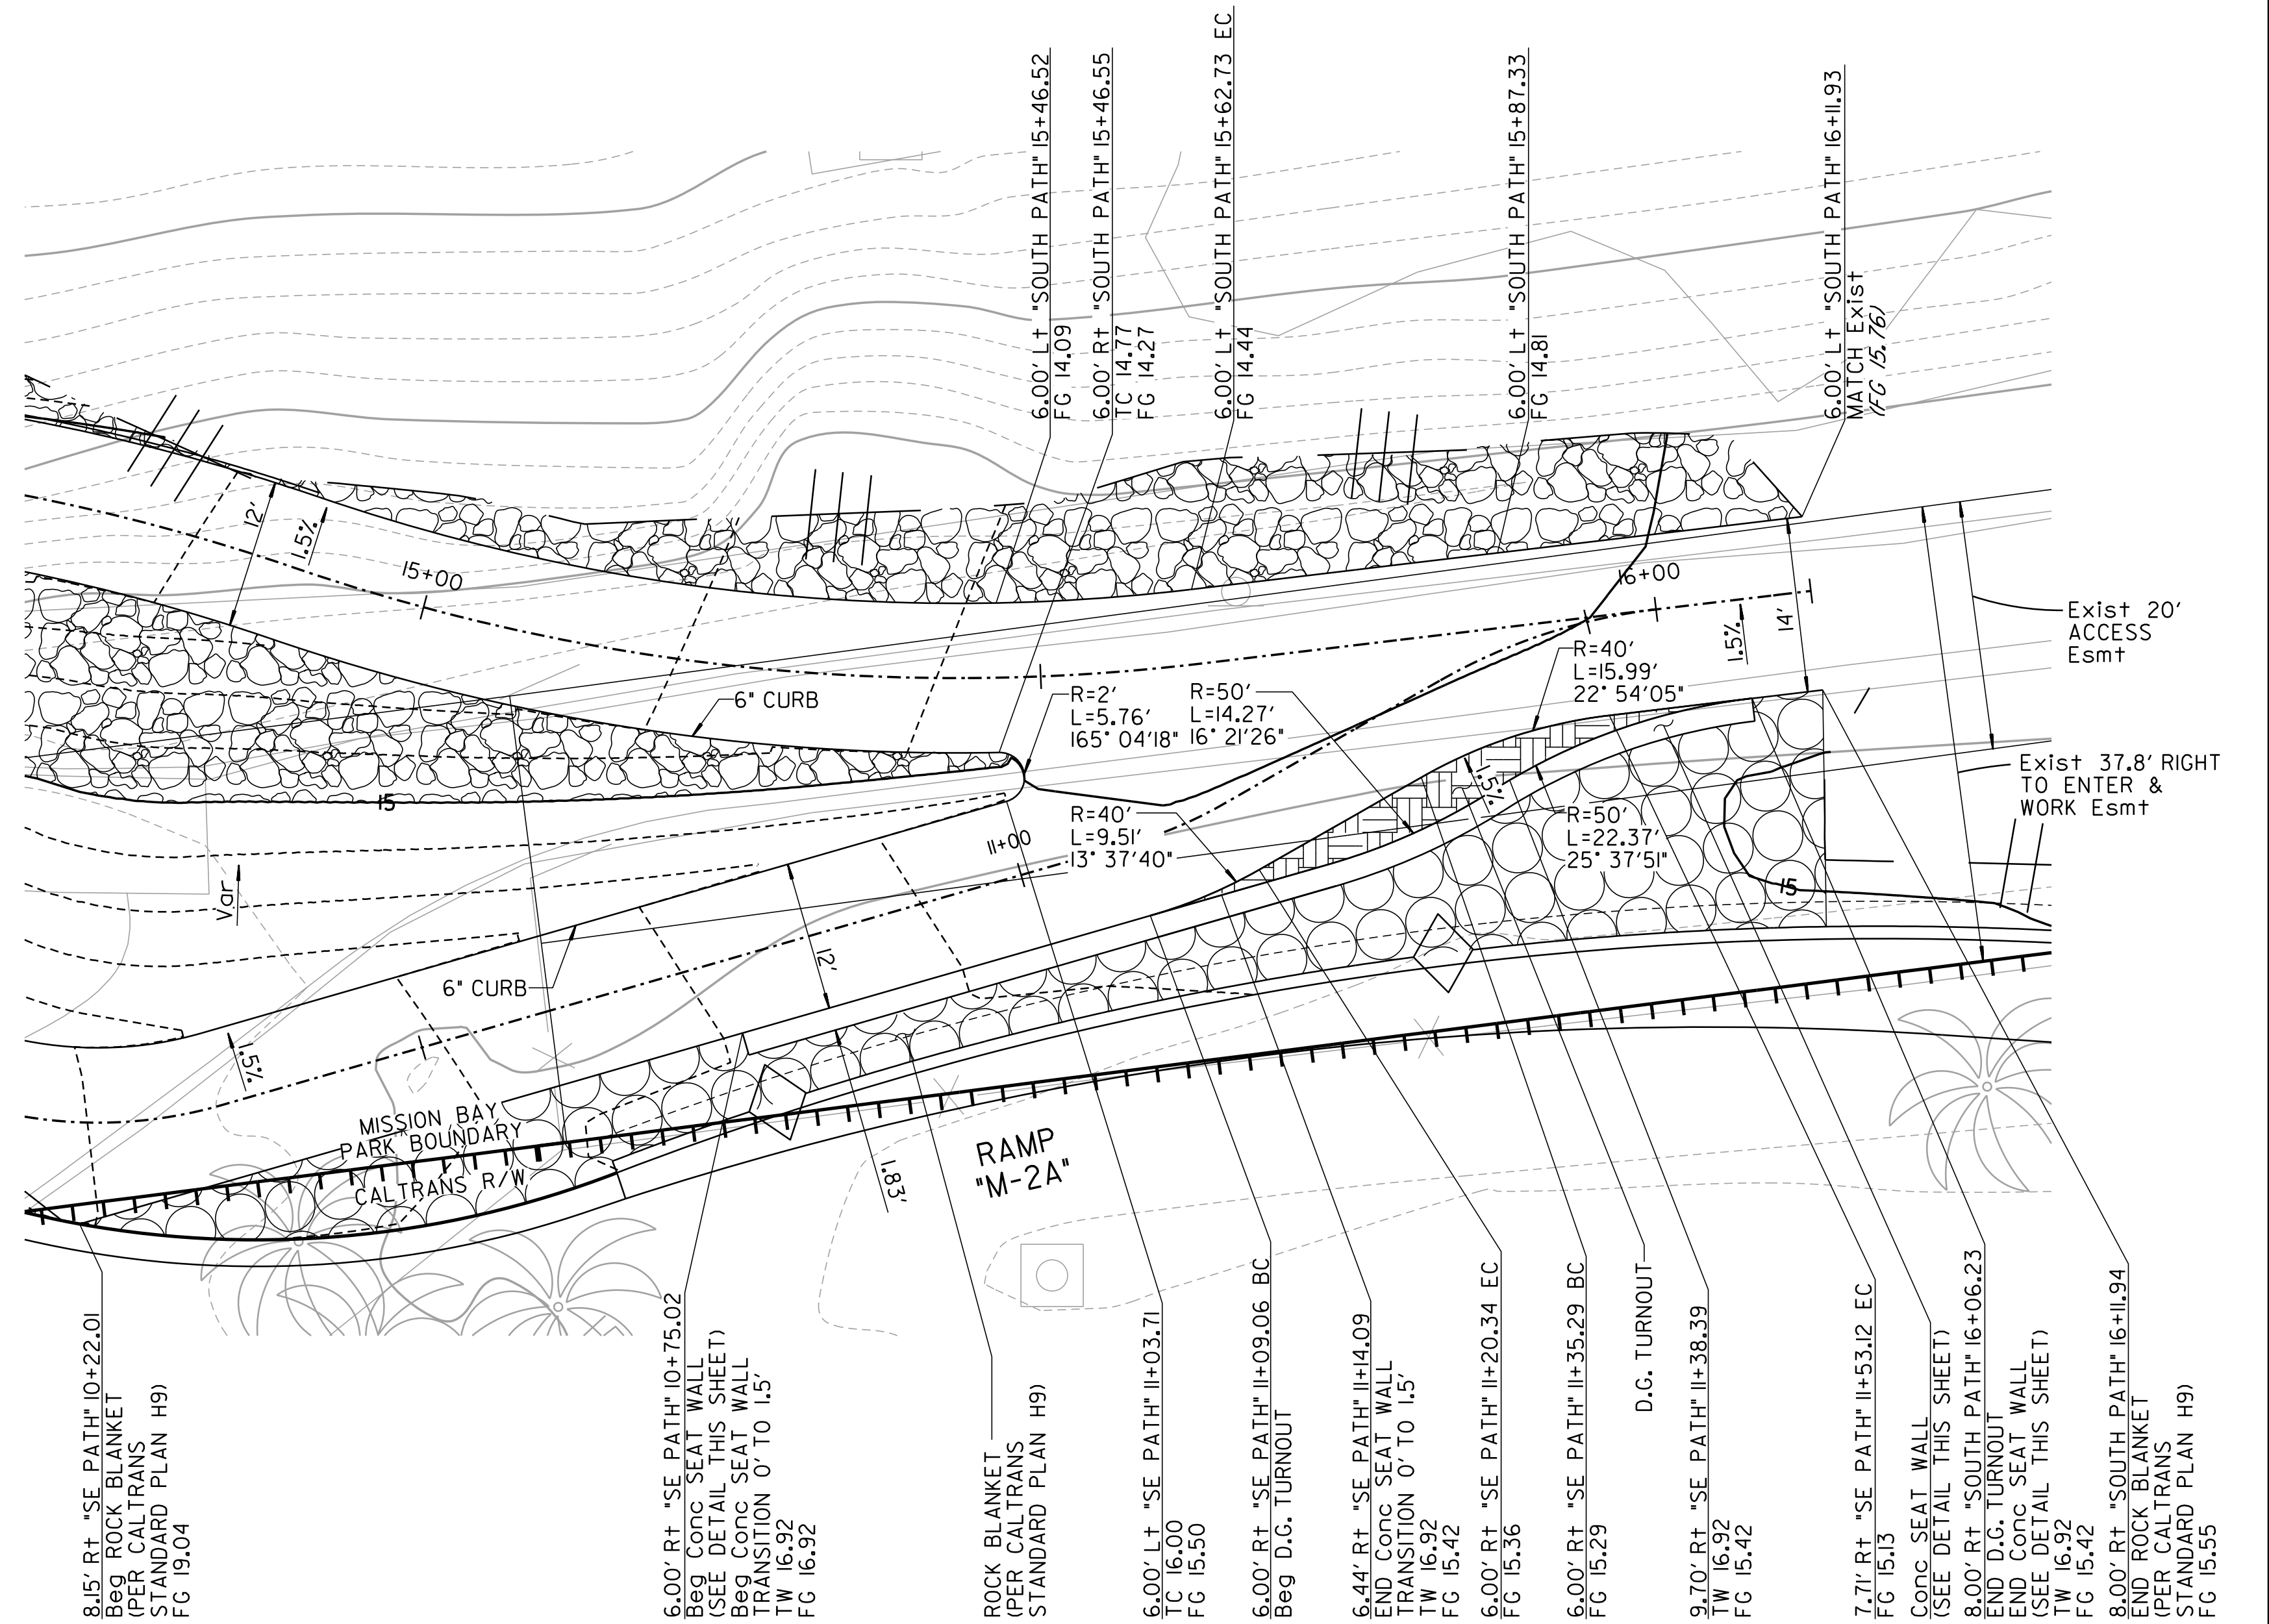 6.00' Lt "SOUTH PATH" 15+46.52
FG 14.09
6.00' Rt "SOUTH PATH" 15+46.55
TC 14.77
FG 14.27
6.00' Lt "SOUTH PATH" 15+62.73 EC
FG 14.44
6.00' Lt "SOUTH PATH" 15+87.33
FG 14.81
6.00' Lt "SOUTH PATH" 16+11.93
MATCH Exist
(FG 15.76)
12'
1.5%
15+00
16+00
1.5%
14'
Exist 20'
ACCESS
Esmt
R=40'
L=15.99'
22° 54'05"
6" CURB
R=2'
L=5.76'
165° 04'18"
R=50'
L=14.27'
16° 21'26"
Exist 37.8' RIGHT
TO ENTER &
WORK Esmt
1.5%
15
R=40'
L=9.51'
13° 37'40"
R=50'
L=22.37'
25° 37'51"
11+00
Var
15
12'
6" CURB
1.5%
MISSION BAY
PARK BOUNDARY
CALTRANS R/W
1.83'
RAMP
"M-2A"
8.15' Rt "SE PATH" 10+22.01
Beg ROCK BLANKET
(PER CALTRANS
STANDARD PLAN H9)
FG 19.04
6.00' Rt "SE PATH" 10+75.02
Beg Conc SEAT WALL
(SEE DETAIL THIS SHEET)
Beg Conc SEAT WALL
TRANSITION 0' TO 1.5'
TW 16.92
FG 16.92
ROCK BLANKET
(PER CALTRANS
STANDARD PLAN H9)
6.00' Lt "SE PATH" 11+03.71
TC 16.00
FG 15.50
6.00' Rt "SE PATH" 11+09.06 BC
Beg D.G. TURNOUT
6.44' Rt "SE PATH" 11+14.09
END Conc SEAT WALL
TRANSITION 0' TO 1.5'
TW 16.92
FG 15.42
6.00' Rt "SE PATH" 11+20.34 EC
FG 15.36
6.00' Rt "SE PATH" 11+35.29 BC
FG 15.29
D.G. TURNOUT
9.70' Rt "SE PATH" 11+38.39
TW 16.92
FG 15.42
7.71' Rt "SE PATH" 11+53.12 EC
FG 15.13
Conc SEAT WALL
(SEE DETAIL THIS SHEET)
8.00' Rt "SOUTH PATH" 16+06.23
END D.G. TURNOUT
END Conc SEAT WALL
(SEE DETAIL THIS SHEET)
TW 16.92
FG 15.42
8.00' Rt "SOUTH PATH" 16+11.94
END ROCK BLANKET
(PER CALTRANS
STANDARD PLAN H9)
FG 15.55